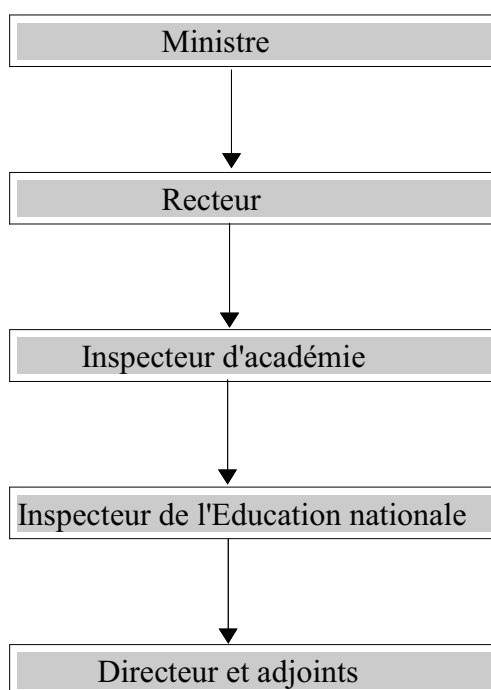 Ministre
Recteur
Inspecteur d'académie
Inspecteur de l'Education nationale
Directeur et adjoints